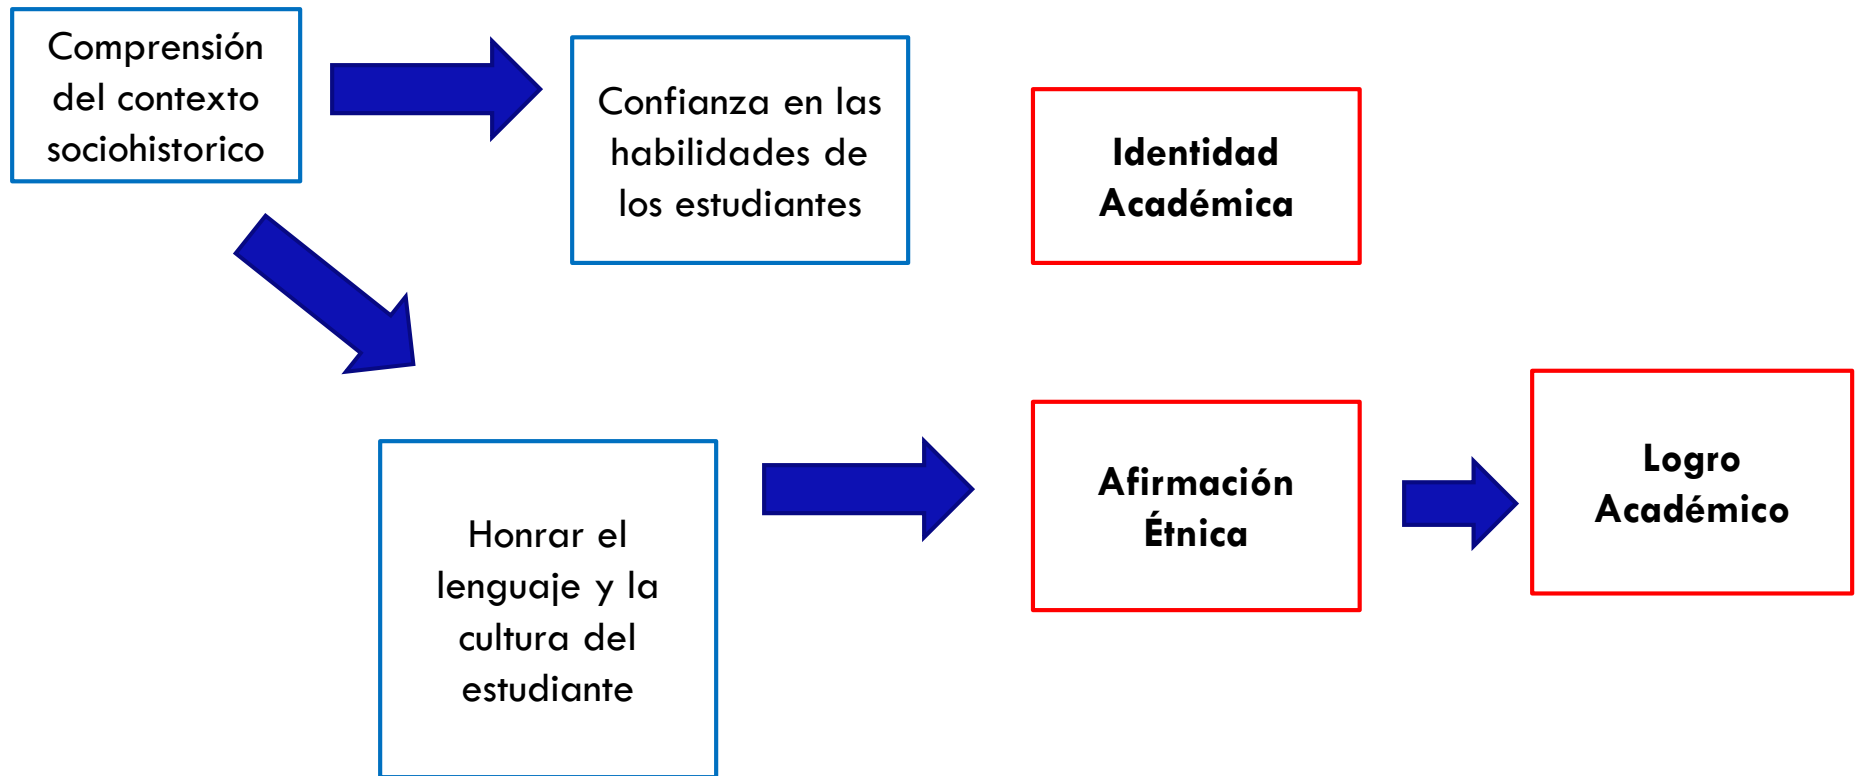 Comprensión
del contexto
sociohistorico
Confianza en las
habilidades de
los estudiantes
Identidad
Académica
Honrar el
lenguaje y la
cultura del
estudiante
Afirmación
Étnica
Logro
Académico